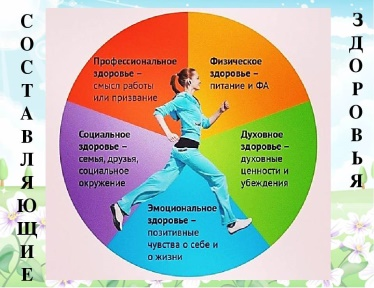 СОСТАВЛЯЮЩИЕ
ЗДОРОВЬЯ
Профессиональное
здоровье –
смысл работы
или призвание
Физическое
здоровье –
питание и ФА
Социальное
здоровье –
семья, друзья,
социальное
окружение
Духовное
здоровье –
духовные
ценности и
убеждения
Эмоциональное
здоровье –
позитивные
чувства о себе и
о жизни